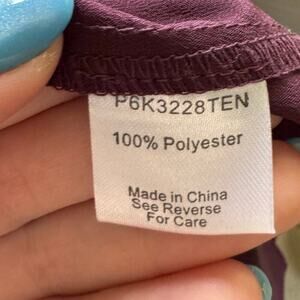 P6K3228TEN
100% Polyester
Made in China
See Reverse
For Care